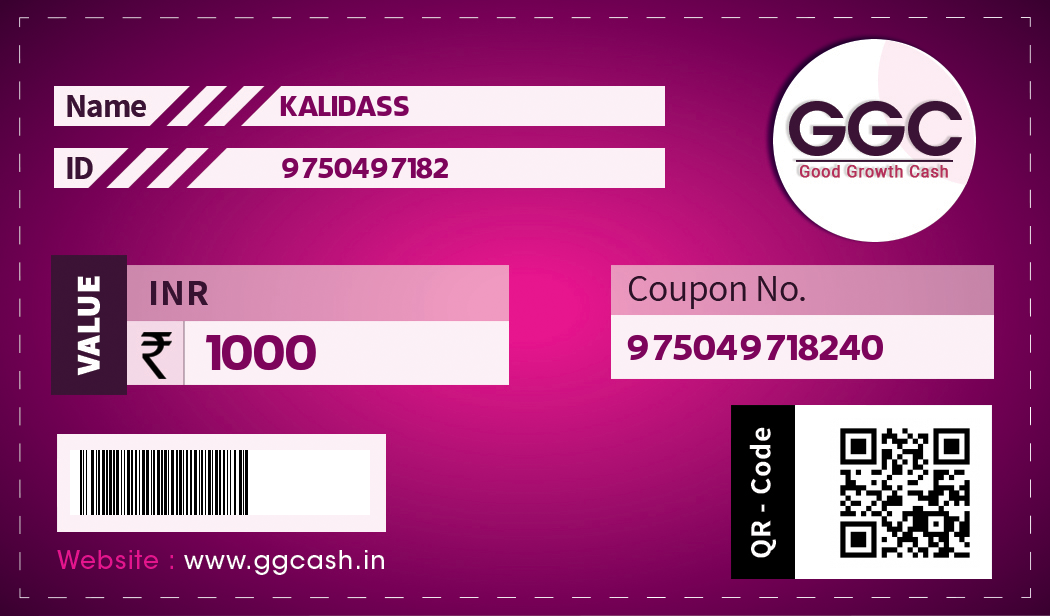 Name KALIDASS
ID 9750497182
GGC
Good Growth Cash
VALUE
INR
₹ 1000
Coupon No.
975049718240
QR - Code
Website : www.ggcash.in